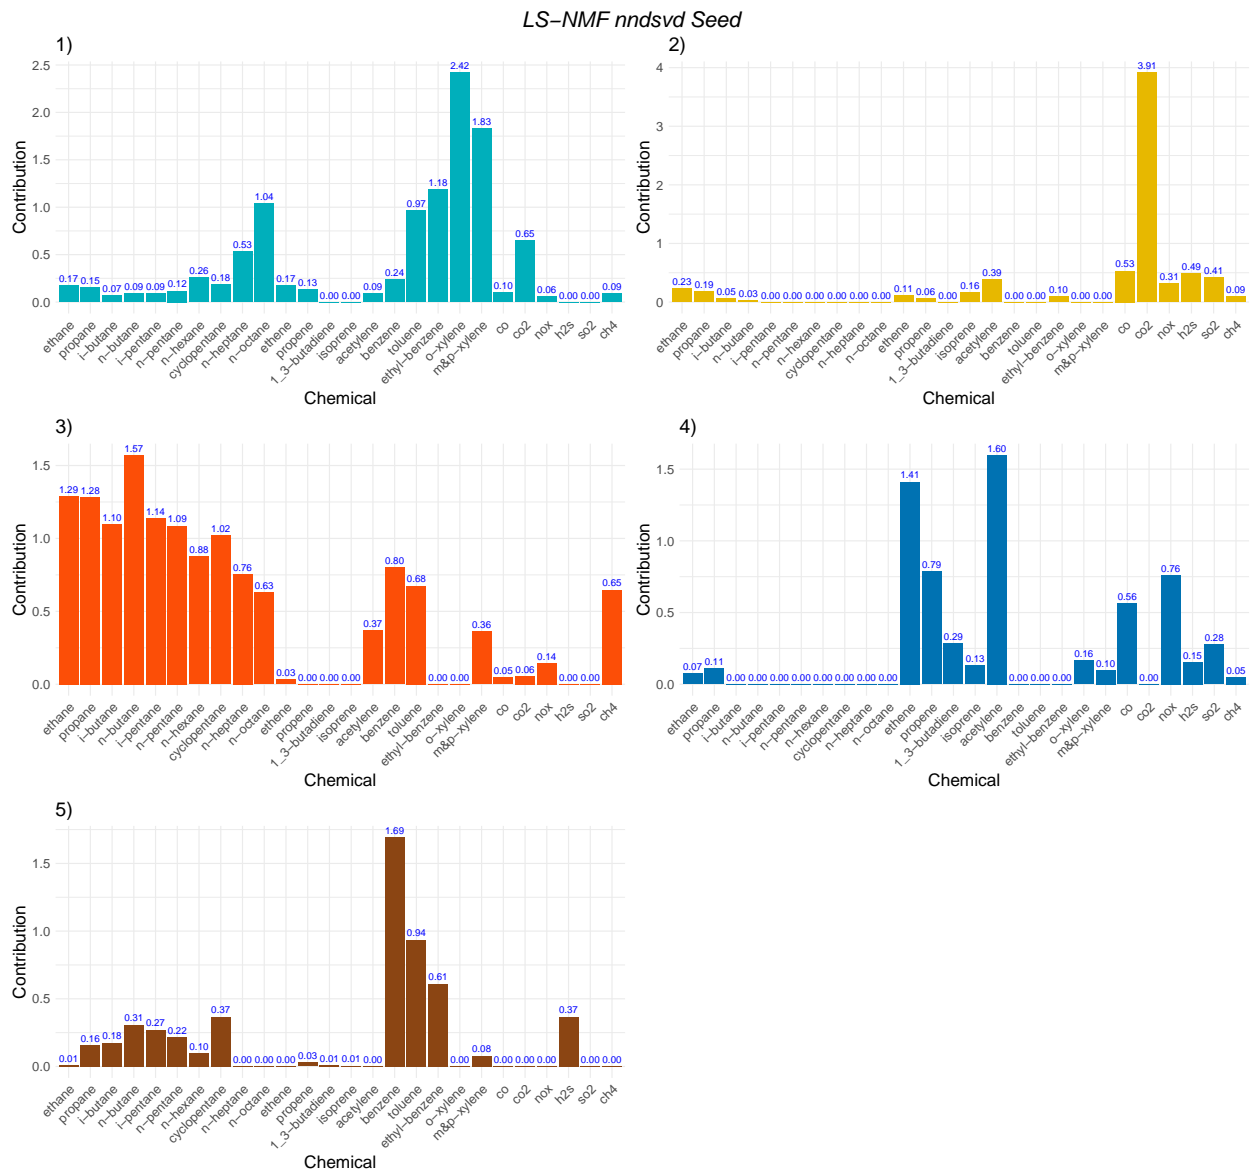 LS−NMF nndsvd Seed
1)
Contribution
2.5
2.0
1.5
1.0
0.5
0.0
0.17 0.15 0.07 0.09 0.09 0.12 0.26 0.18 0.53 1.04 0.17 0.13 0.00 0.00 0.09 0.24 0.97 1.18 2.42 1.83 0.10 0.65 0.06 0.00 0.00 0.09
ethane propane i−butane n−butane i−pentane n−pentane n−hexane cyclopentane n−heptane n−octane ethene propene 1_3−butadiene isoprene acetylene benzene toluene ethyl−benzene o−xylene m&p−xylene co co2 nox h2s so2 ch4
Chemical
2)
Contribution
4
3
2
1
0
0.23 0.19 0.05 0.03 0.00 0.00 0.00 0.00 0.00 0.00 0.11 0.06 0.00 0.16 0.39 0.00 0.00 0.10 0.00 0.00 0.53 3.91 0.31 0.49 0.41 0.09
ethane propane i−butane n−butane i−pentane n−pentane n−hexane cyclopentane n−heptane n−octane ethene propene 1_3−butadiene isoprene acetylene benzene toluene ethyl−benzene o−xylene m&p−xylene co co2 nox h2s so2 ch4
Chemical
3)
Contribution
1.5
1.0
0.5
0.0
1.29 1.28 1.10 1.57 1.14 1.09 0.88 1.02 0.76 0.63 0.03 0.00 0.00 0.00 0.37 0.80 0.68 0.00 0.00 0.36 0.05 0.06 0.14 0.00 0.00 0.65
ethane propane i−butane n−butane i−pentane n−pentane n−hexane cyclopentane n−heptane n−octane ethene propene 1_3−butadiene isoprene acetylene benzene toluene ethyl−benzene o−xylene m&p−xylene co co2 nox h2s so2 ch4
Chemical
4)
Contribution
1.5
1.0
0.5
0.0
0.07 0.11 0.00 0.00 0.00 0.00 0.00 0.00 0.00 0.00 1.41 0.79 0.29 0.13 1.60 0.00 0.00 0.00 0.16 0.10 0.56 0.00 0.76 0.15 0.28 0.05
ethane propane i−butane n−butane i−pentane n−pentane n−hexane cyclopentane n−heptane n−octane ethene propene 1_3−butadiene isoprene acetylene benzene toluene ethyl−benzene o−xylene m&p−xylene co co2 nox h2s so2 ch4
Chemical
5)
Contribution
1.5
1.0
0.5
0.0
0.01 0.16 0.18 0.31 0.27 0.22 0.10 0.37 0.00 0.00 0.00 0.03 0.01 0.01 0.00 1.69 0.94 0.61 0.00 0.08 0.00 0.00 0.00 0.37 0.00 0.00
ethane propane i−butane n−butane i−pentane n−pentane n−hexane cyclopentane n−heptane n−octane ethene propene 1_3−butadiene isoprene acetylene benzene toluene ethyl−benzene o−xylene m&p−xylene co co2 nox h2s so2 ch4
Chemical